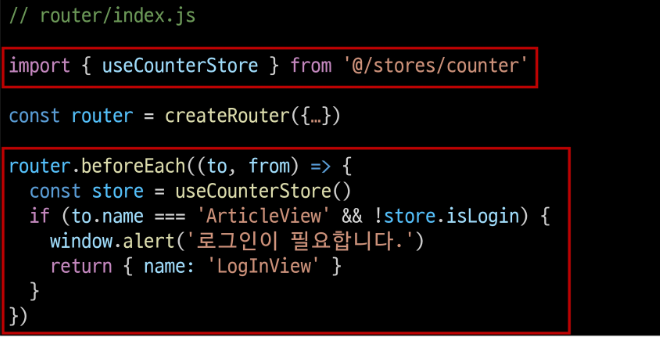 // router/index.js
import { useCounterStore } from '@/stores/counter'
const router = createRouter({…})
router.beforeEach((to, from) => {
  const store = useCounterStore()
  if (to.name === 'ArticleView' && !store.isLogin) {
    window.alert('로그인이 필요합니다.')
    return { name: 'LogInView' }
  }
})